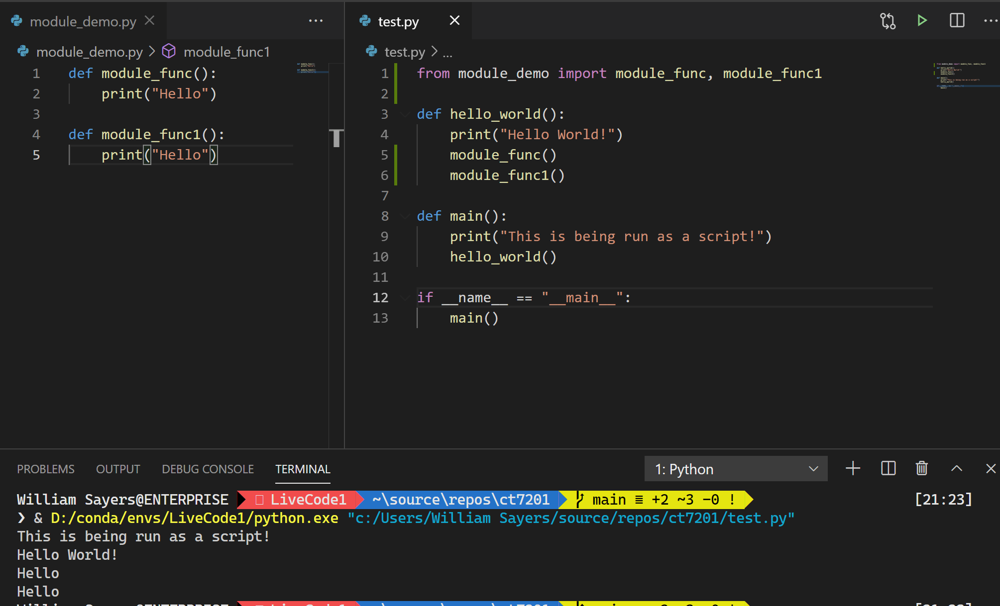 module_demo.py
module_demo.py > module_func1
1 def module_func():
2     print("Hello")
3
4 def module_func1():
5     print("Hello")
test.py
test.py > ...
1 from module_demo import module_func, module_func1
2
3 def hello_world():
4     print("Hello World!")
5     module_func()
6     module_func1()
7
8 def main():
9     print("This is being run as a script!")
10     hello_world()
11
12 if __name__ == "__main__":
13     main()
PROBLEMS OUTPUT DEBUG CONSOLE TERMINAL 1: Python
William Sayers@ENTERPRISE LiveCode1 ~\source\repos\ct7201 main ≡ +2 ~3 −0 ! [21:23]
❯ & D:/conda/envs/LiveCode1/python.exe "c:/Users/William Sayers/source/repos/ct7201/test.py"
This is being run as a script!
Hello World!
Hello
Hello